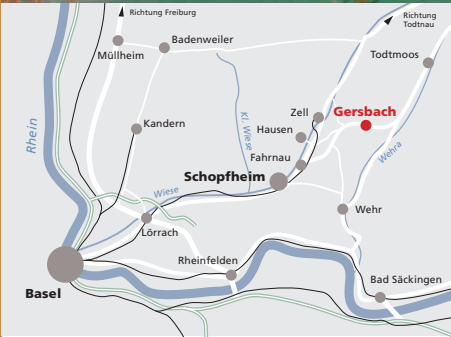 Richtung Freiburg
Richtung
Todtnau
Badenweiler
Müllheim
Todtmoos
Zell
Gersbach
Kandern
Kl. Wiese
Hausen
Rhein
Fahrnau
Wehra
Schopfheim
Wiese
Wehr
Lörrach
Rheinfelden
Bad Säckingen
Basel